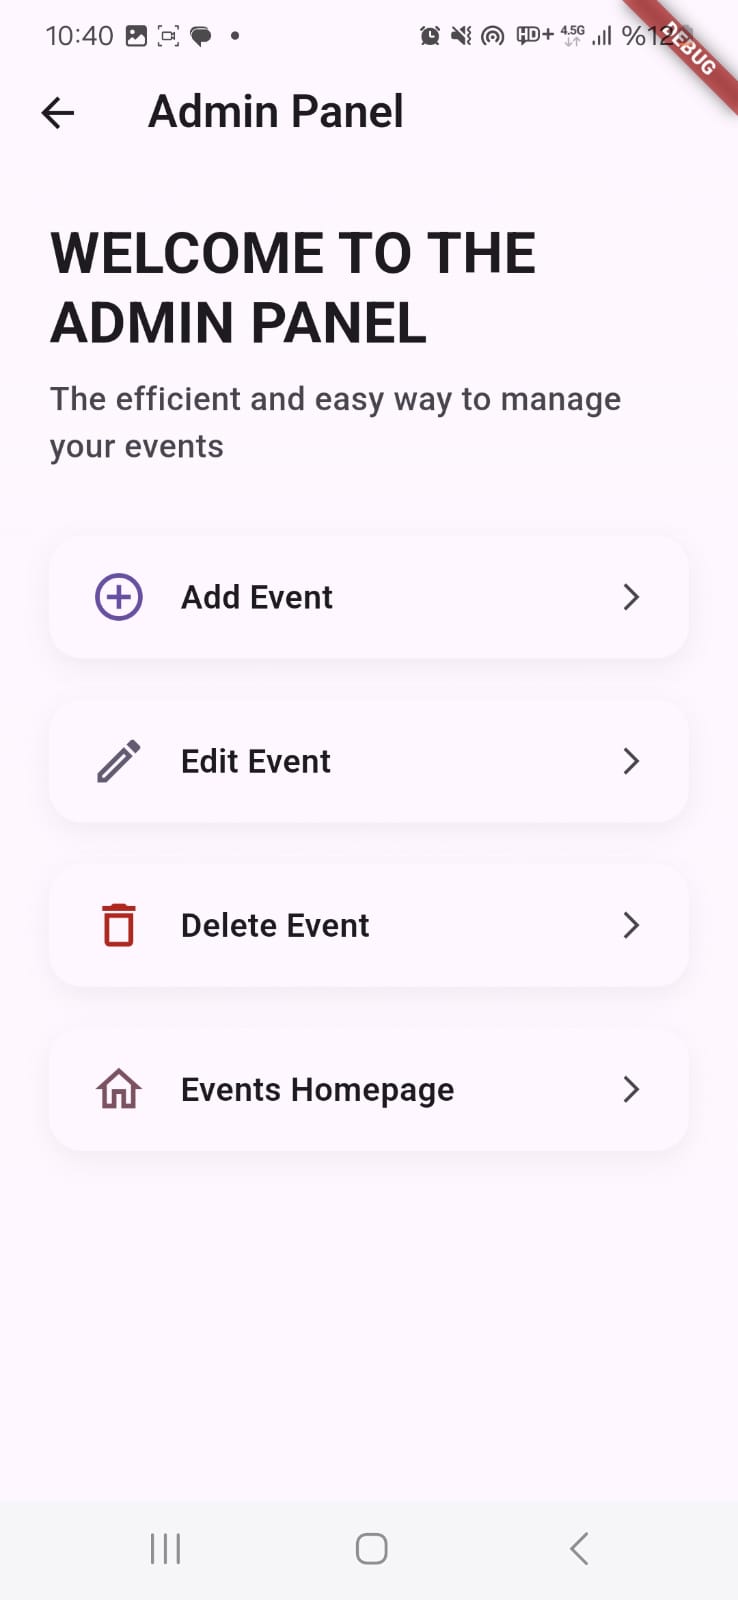 10:40 HD+ 4.5G %12
DEBUG
Admin Panel
WELCOME TO THE
ADMIN PANEL
The efficient and easy way to manage
your events
Add Event
Edit Event
Delete Event
Events Homepage